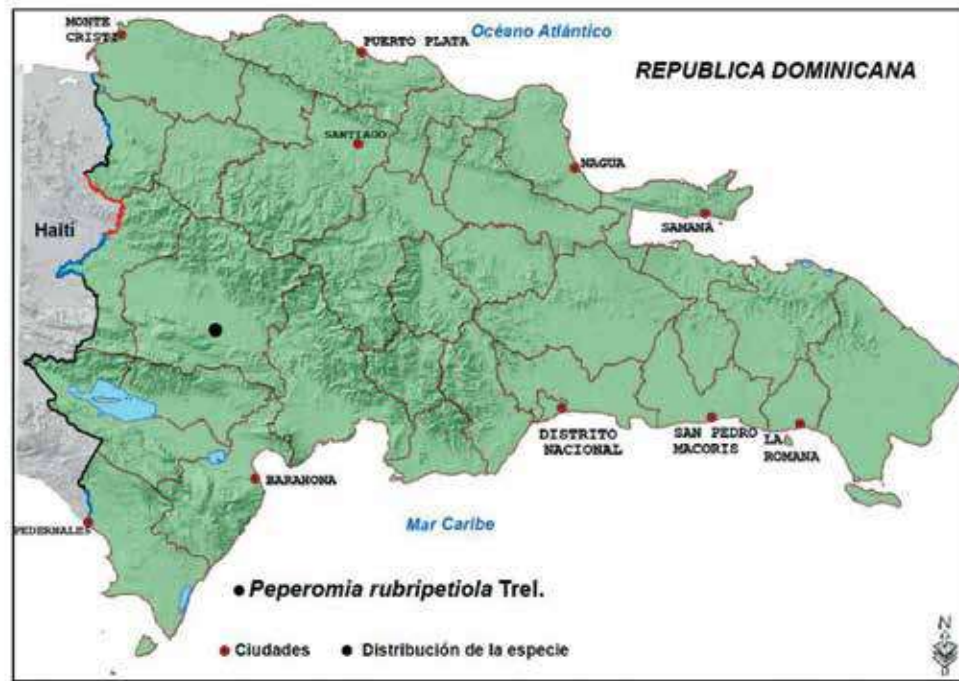 MONTE
CRISTI
PUERTO PLATA
Océano Atlántico
REPUBLICA DOMINICANA
SANTIAGO
NAGUA
SAMANÁ
Haití
DISTRITO
NACIONAL
SAN PEDRO
MACORIS
LA
ROMANA
BARAHONA
PEDERNALES
Mar Caribe
Peperomia rubripetiola Trel.
Ciudades
Distribución de la especie
N